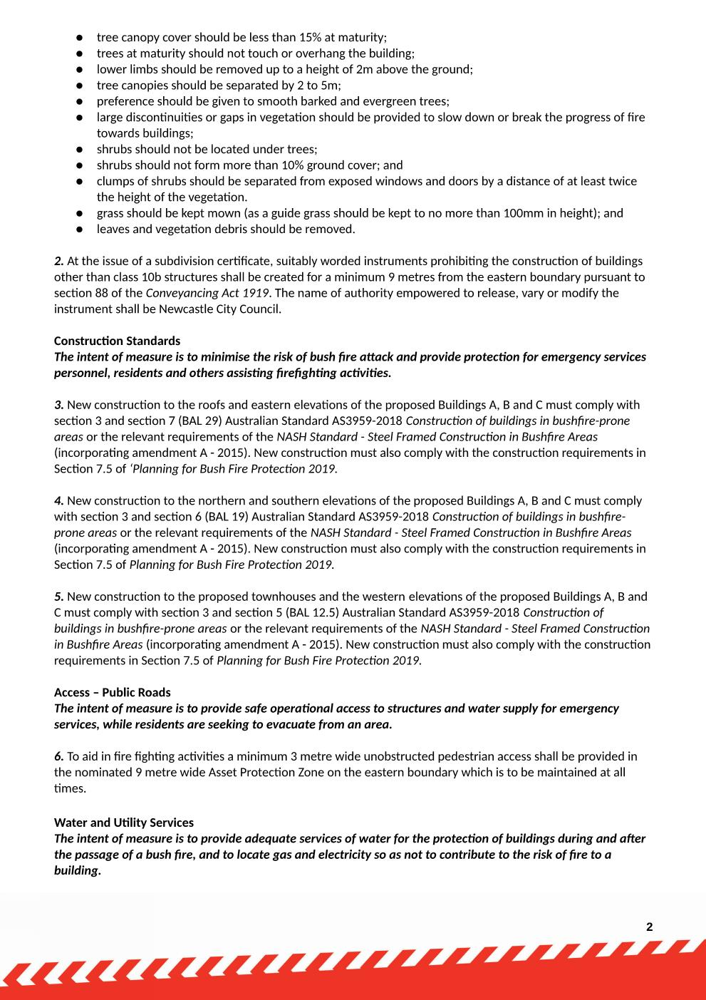 ● tree canopy cover should be less than 15% at maturity;
● trees at maturity should not touch or overhang the building;
● lower limbs should be removed up to a height of 2m above the ground;
● tree canopies should be separated by 2 to 5m;
● preference should be given to smooth barked and evergreen trees;
● large discontinuities or gaps in vegetation should be provided to slow down or break the progress of fire
towards buildings;
● shrubs should not be located under trees;
● shrubs should not form more than 10% ground cover; and
● clumps of shrubs should be separated from exposed windows and doors by a distance of at least twice
the height of the vegetation.
● grass should be kept mown (as a guide grass should be kept to no more than 100mm in height); and
● leaves and vegetation debris should be removed.
2. At the issue of a subdivision certificate, suitably worded instruments prohibiting the construction of buildings
other than class 10b structures shall be created for a minimum 9 metres from the eastern boundary pursuant to
section 88 of the Conveyancing Act 1919. The name of authority empowered to release, vary or modify the
instrument shall be Newcastle City Council.
Construction Standards
The intent of measure is to minimise the risk of bush fire attack and provide protection for emergency services
personnel, residents and others assisting firefighting activities.
3. New construction to the roofs and eastern elevations of the proposed Buildings A, B and C must comply with
section 3 and section 7 (BAL 29) Australian Standard AS3959-2018 Construction of buildings in bushfire-prone
areas or the relevant requirements of the NASH Standard - Steel Framed Construction in Bushfire Areas
(incorporating amendment A - 2015). New construction must also comply with the construction requirements in
Section 7.5 of ‘Planning for Bush Fire Protection 2019.
4. New construction to the northern and southern elevations of the proposed Buildings A, B and C must comply
with section 3 and section 6 (BAL 19) Australian Standard AS3959-2018 Construction of buildings in bushfire-
prone areas or the relevant requirements of the NASH Standard - Steel Framed Construction in Bushfire Areas
(incorporating amendment A - 2015). New construction must also comply with the construction requirements in
Section 7.5 of Planning for Bush Fire Protection 2019.
5. New construction to the proposed townhouses and the western elevations of the proposed Buildings A, B and
C must comply with section 3 and section 5 (BAL 12.5) Australian Standard AS3959-2018 Construction of
buildings in bushfire-prone areas or the relevant requirements of the NASH Standard - Steel Framed Construction
in Bushfire Areas (incorporating amendment A - 2015). New construction must also comply with the construction
requirements in Section 7.5 of Planning for Bush Fire Protection 2019.
Access – Public Roads
The intent of measure is to provide safe operational access to structures and water supply for emergency
services, while residents are seeking to evacuate from an area.
6. To aid in fire fighting activities a minimum 3 metre wide unobstructed pedestrian access shall be provided in
the nominated 9 metre wide Asset Protection Zone on the eastern boundary which is to be maintained at all
times.
Water and Utility Services
The intent of measure is to provide adequate services of water for the protection of buildings during and after
the passage of a bush fire, and to locate gas and electricity so as not to contribute to the risk of fire to a
building.
2